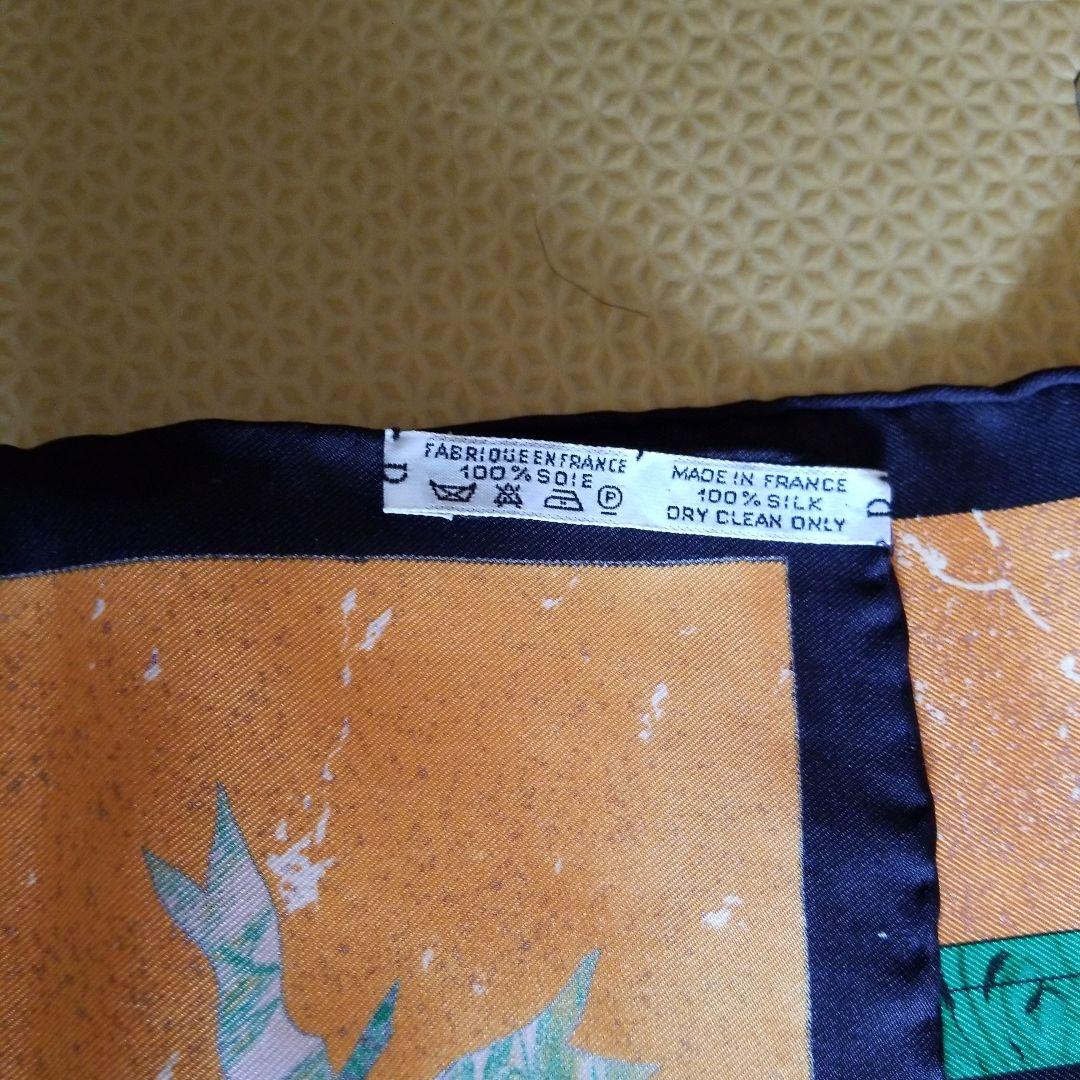 FABRIQUE EN FRANCE
100% SOIE
P
MADE IN FRANCE
100% SILK
DRY CLEAN ONLY
D
D